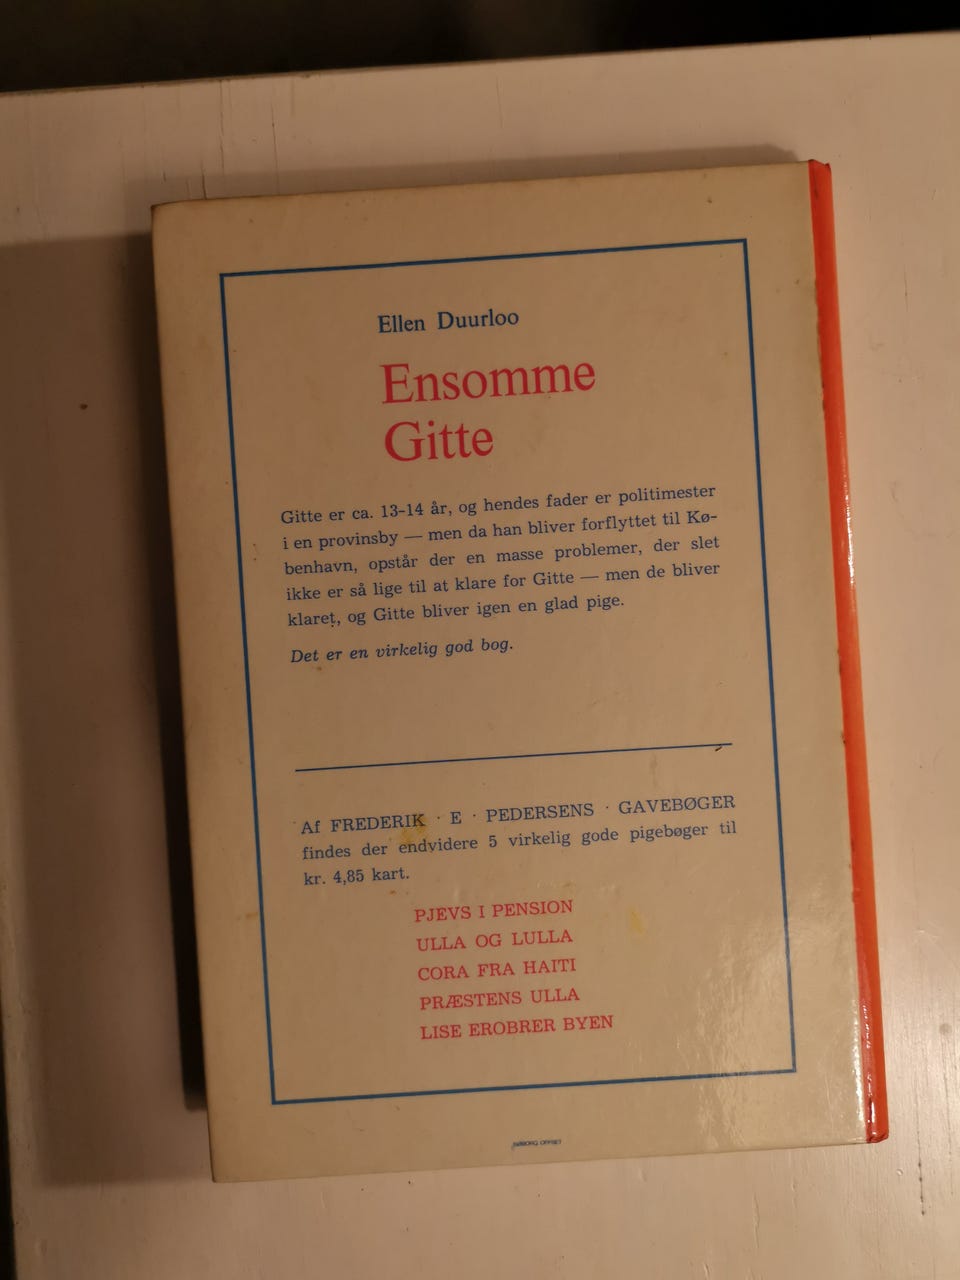 Ellen Duurloo
Ensomme
Gitte
Gitte er ca. 13-14 år, og hendes fader er politimester
i en provinsby — men da han bliver forflyttet til Kø-
benhavn, opstår der en masse problemer, der slet
ikke er så lige til at klare for Gitte — men de bliver
klaret, og Gitte bliver igen en glad pige.
Det er en virkelig god bog.
Af FREDERIK · E · PEDERSENS · GAVEBØGER
findes der endvidere 5 virkelig gode pigebøger til
kr. 4,85 kart.
PJEVS I PENSION
ULLA OG LULLA
CORA FRA HAITI
PRÆSTENS ULLA
LISE EROBRER BYEN
OFFSET